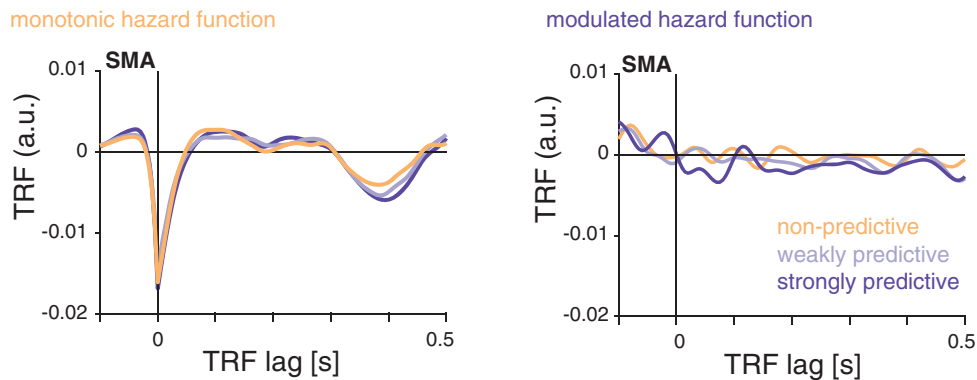 monotonic hazard function
SMA
0.01
0
-0.01
-0.02
TRF (a.u.)
0
0.5
TRF lag [s]
modulated hazard function
SMA
0.01
0
-0.01
-0.02
TRF (a.u.)
non-predictive
weakly predictive
strongly predictive
0
0.5
TRF lag [s]